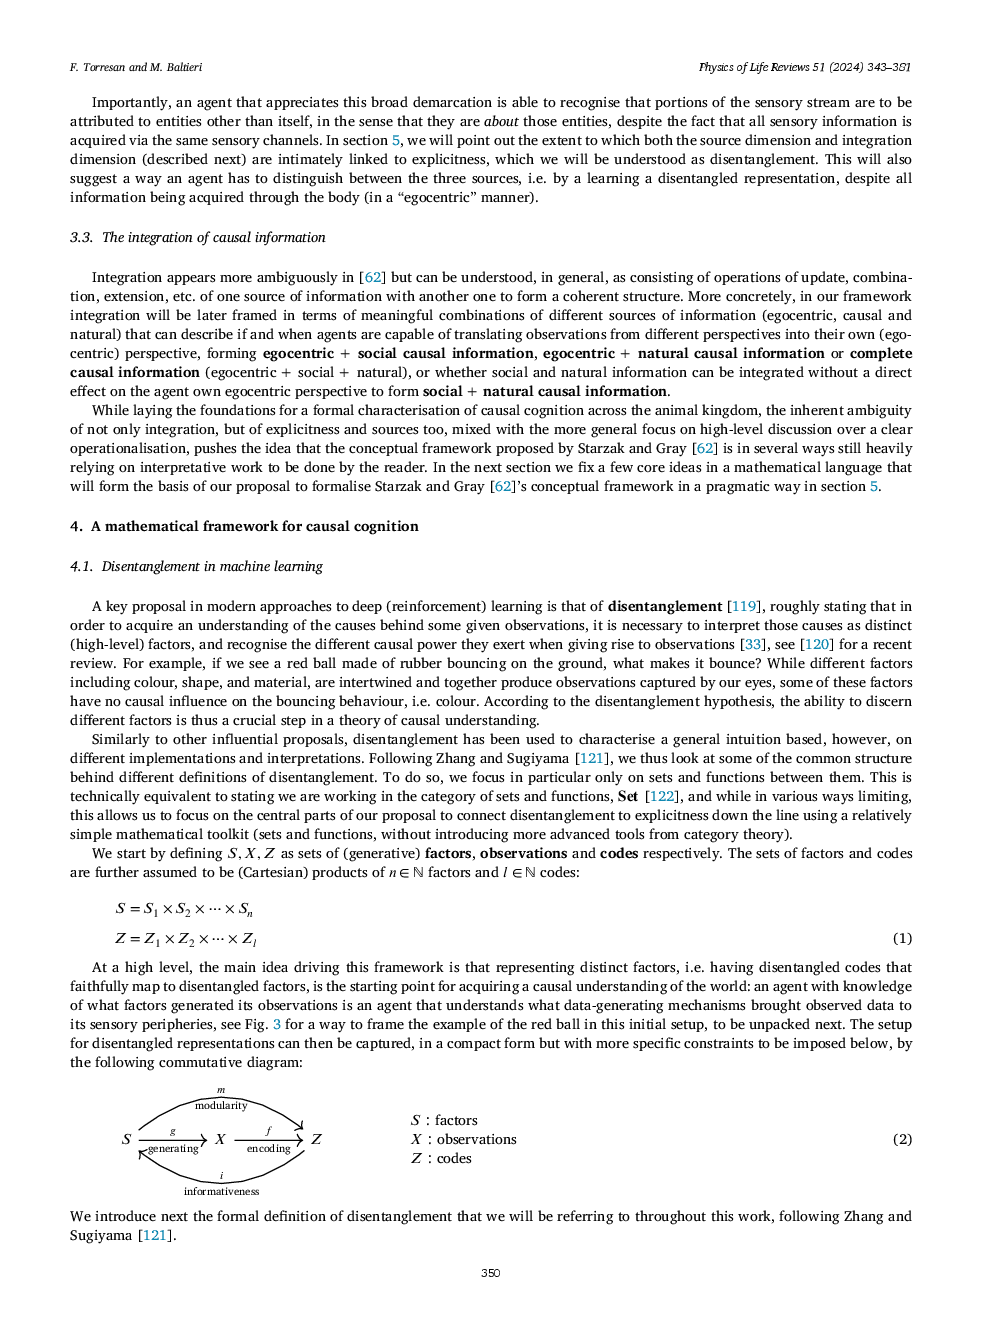 F. Torresan and M. Baltieri
Physics of Life Reviews 51 (2024) 343–381
Importantly, an agent that appreciates this broad demarcation is able to recognise that portions of the sensory stream are to be
attributed to entities other than itself, in the sense that they are about those entities, despite the fact that all sensory information is
acquired via the same sensory channels. In section 5, we will point out the extent to which both the source dimension and integration
dimension (described next) are intimately linked to explicitness, which we will be understood as disentanglement. This will also
suggest a way an agent has to distinguish between the three sources, i.e. by a learning a disentangled representation, despite all
information being acquired through the body (in a “egocentric” manner).
3.3. The integration of causal information
Integration appears more ambiguously in [62] but can be understood, in general, as consisting of operations of update, combina-
tion, extension, etc. of one source of information with another one to form a coherent structure. More concretely, in our framework
integration will be later framed in terms of meaningful combinations of different sources of information (egocentric, causal and
natural) that can describe if and when agents are capable of translating observations from different perspectives into their own (ego-
centric) perspective, forming egocentric + social causal information, egocentric + natural causal information or complete
causal information (egocentric + social + natural), or whether social and natural information can be integrated without a direct
effect on the agent own egocentric perspective to form social + natural causal information.
While laying the foundations for a formal characterisation of causal cognition across the animal kingdom, the inherent ambiguity
of not only integration, but of explicitness and sources too, mixed with the more general focus on high-level discussion over a clear
operationalisation, pushes the idea that the conceptual framework proposed by Starzak and Gray [62] is in several ways still heavily
relying on interpretative work to be done by the reader. In the next section we fix a few core ideas in a mathematical language that
will form the basis of our proposal to formalise Starzak and Gray [62]’s conceptual framework in a pragmatic way in section 5.
4. A mathematical framework for causal cognition
4.1. Disentanglement in machine learning
A key proposal in modern approaches to deep (reinforcement) learning is that of disentanglement [119], roughly stating that in
order to acquire an understanding of the causes behind some given observations, it is necessary to interpret those causes as distinct
(high-level) factors, and recognise the different causal power they exert when giving rise to observations [33], see [120] for a recent
review. For example, if we see a red ball made of rubber bouncing on the ground, what makes it bounce? While different factors
including colour, shape, and material, are intertwined and together produce observations captured by our eyes, some of these factors
have no causal influence on the bouncing behaviour, i.e. colour. According to the disentanglement hypothesis, the ability to discern
different factors is thus a crucial step in a theory of causal understanding.
Similarly to other influential proposals, disentanglement has been used to characterise a general intuition based, however, on
different implementations and interpretations. Following Zhang and Sugiyama [121], we thus look at some of the common structure
behind different definitions of disentanglement. To do so, we focus in particular only on sets and functions between them. This is
technically equivalent to stating we are working in the category of sets and functions, Set [122], and while in various ways limiting,
this allows us to focus on the central parts of our proposal to connect disentanglement to explicitness down the line using a relatively
simple mathematical toolkit (sets and functions, without introducing more advanced tools from category theory).
We start by defining S, X, Z as sets of (generative) factors, observations and codes respectively. The sets of factors and codes
are further assumed to be (Cartesian) products of n ∈ ℕ factors and l ∈ ℕ codes:
S = S₁ × S₂ × ⋯ × Sₙ
Z = Z₁ × Z₂ × ⋯ × Zₗ (1)
At a high level, the main idea driving this framework is that representing distinct factors, i.e. having disentangled codes that
faithfully map to disentangled factors, is the starting point for acquiring a causal understanding of the world: an agent with knowledge
of what factors generated its observations is an agent that understands what data-generating mechanisms brought observed data to
its sensory peripheries, see Fig. 3 for a way to frame the example of the red ball in this initial setup, to be unpacked next. The setup
for disentangled representations can then be captured, in a compact form but with more specific constraints to be imposed below, by
the following commutative diagram:
m
modularity
S g X f Z
generating encoding
i
informativeness
S : factors
X : observations
Z : codes
(2)
We introduce next the formal definition of disentanglement that we will be referring to throughout this work, following Zhang and
Sugiyama [121].
350